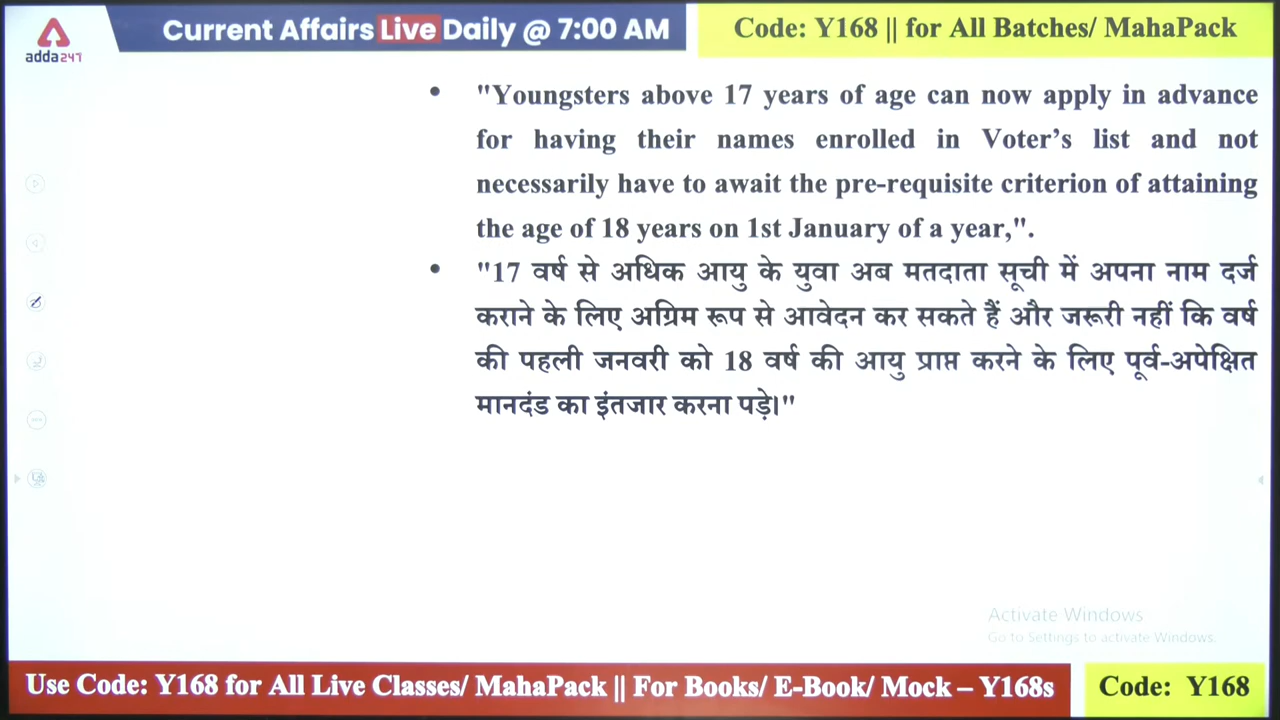 adda247
Current Affairs Live Daily @ 7:00 AM
Code: Y168 || for All Batches/ MahaPack
• "Youngsters above 17 years of age can now apply in advance
for having their names enrolled in Voter's list and not
necessarily have to await the pre-requisite criterion of attaining
the age of 18 years on 1st January of a year,".
• "17 वर्ष से अधिक आयु के युवा अब मतदाता सूची में अपना नाम दर्ज
कराने के लिए अग्रिम रूप से आवेदन कर सकते हैं और जरूरी नहीं कि वर्ष
की पहली जनवरी को 18 वर्ष की आयु प्राप्त करने के लिए पूर्व-अपेक्षित
मानदंड का इंतजार करना पड़े।"
Activate Windows
Go to Settings to activate Windows.
Use Code: Y168 for All Live Classes/ MahaPack || For Books/ E-Book/ Mock – Y168s
Code: Y168